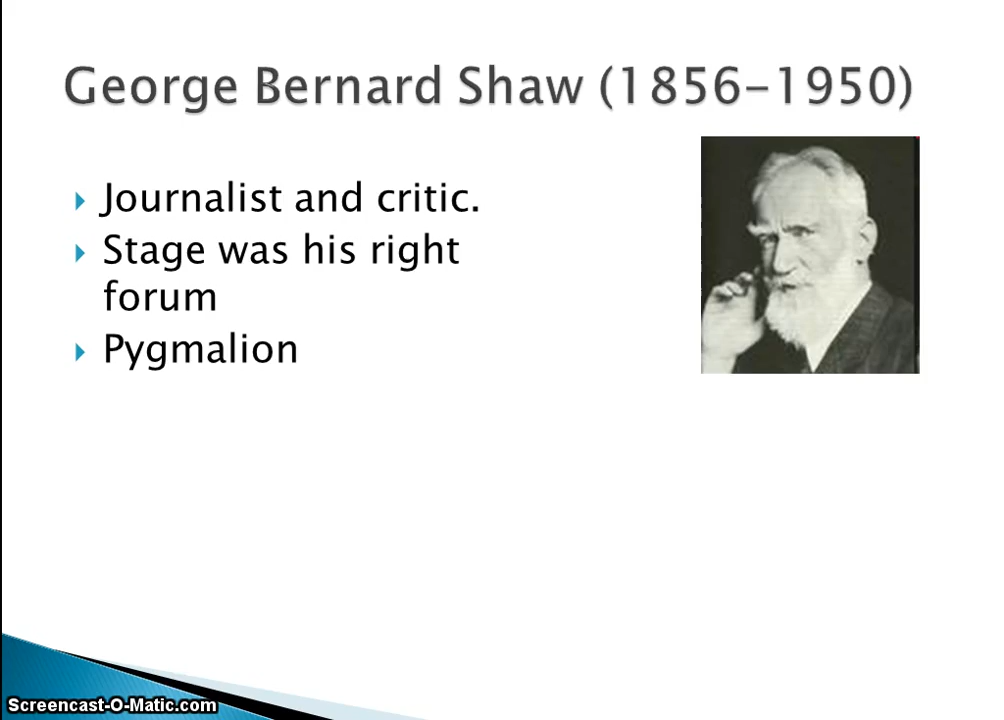 George Bernard Shaw (1856-1950)
Journalist and critic.
Stage was his right
forum
Pygmalion
Screencast-O-Matic.com